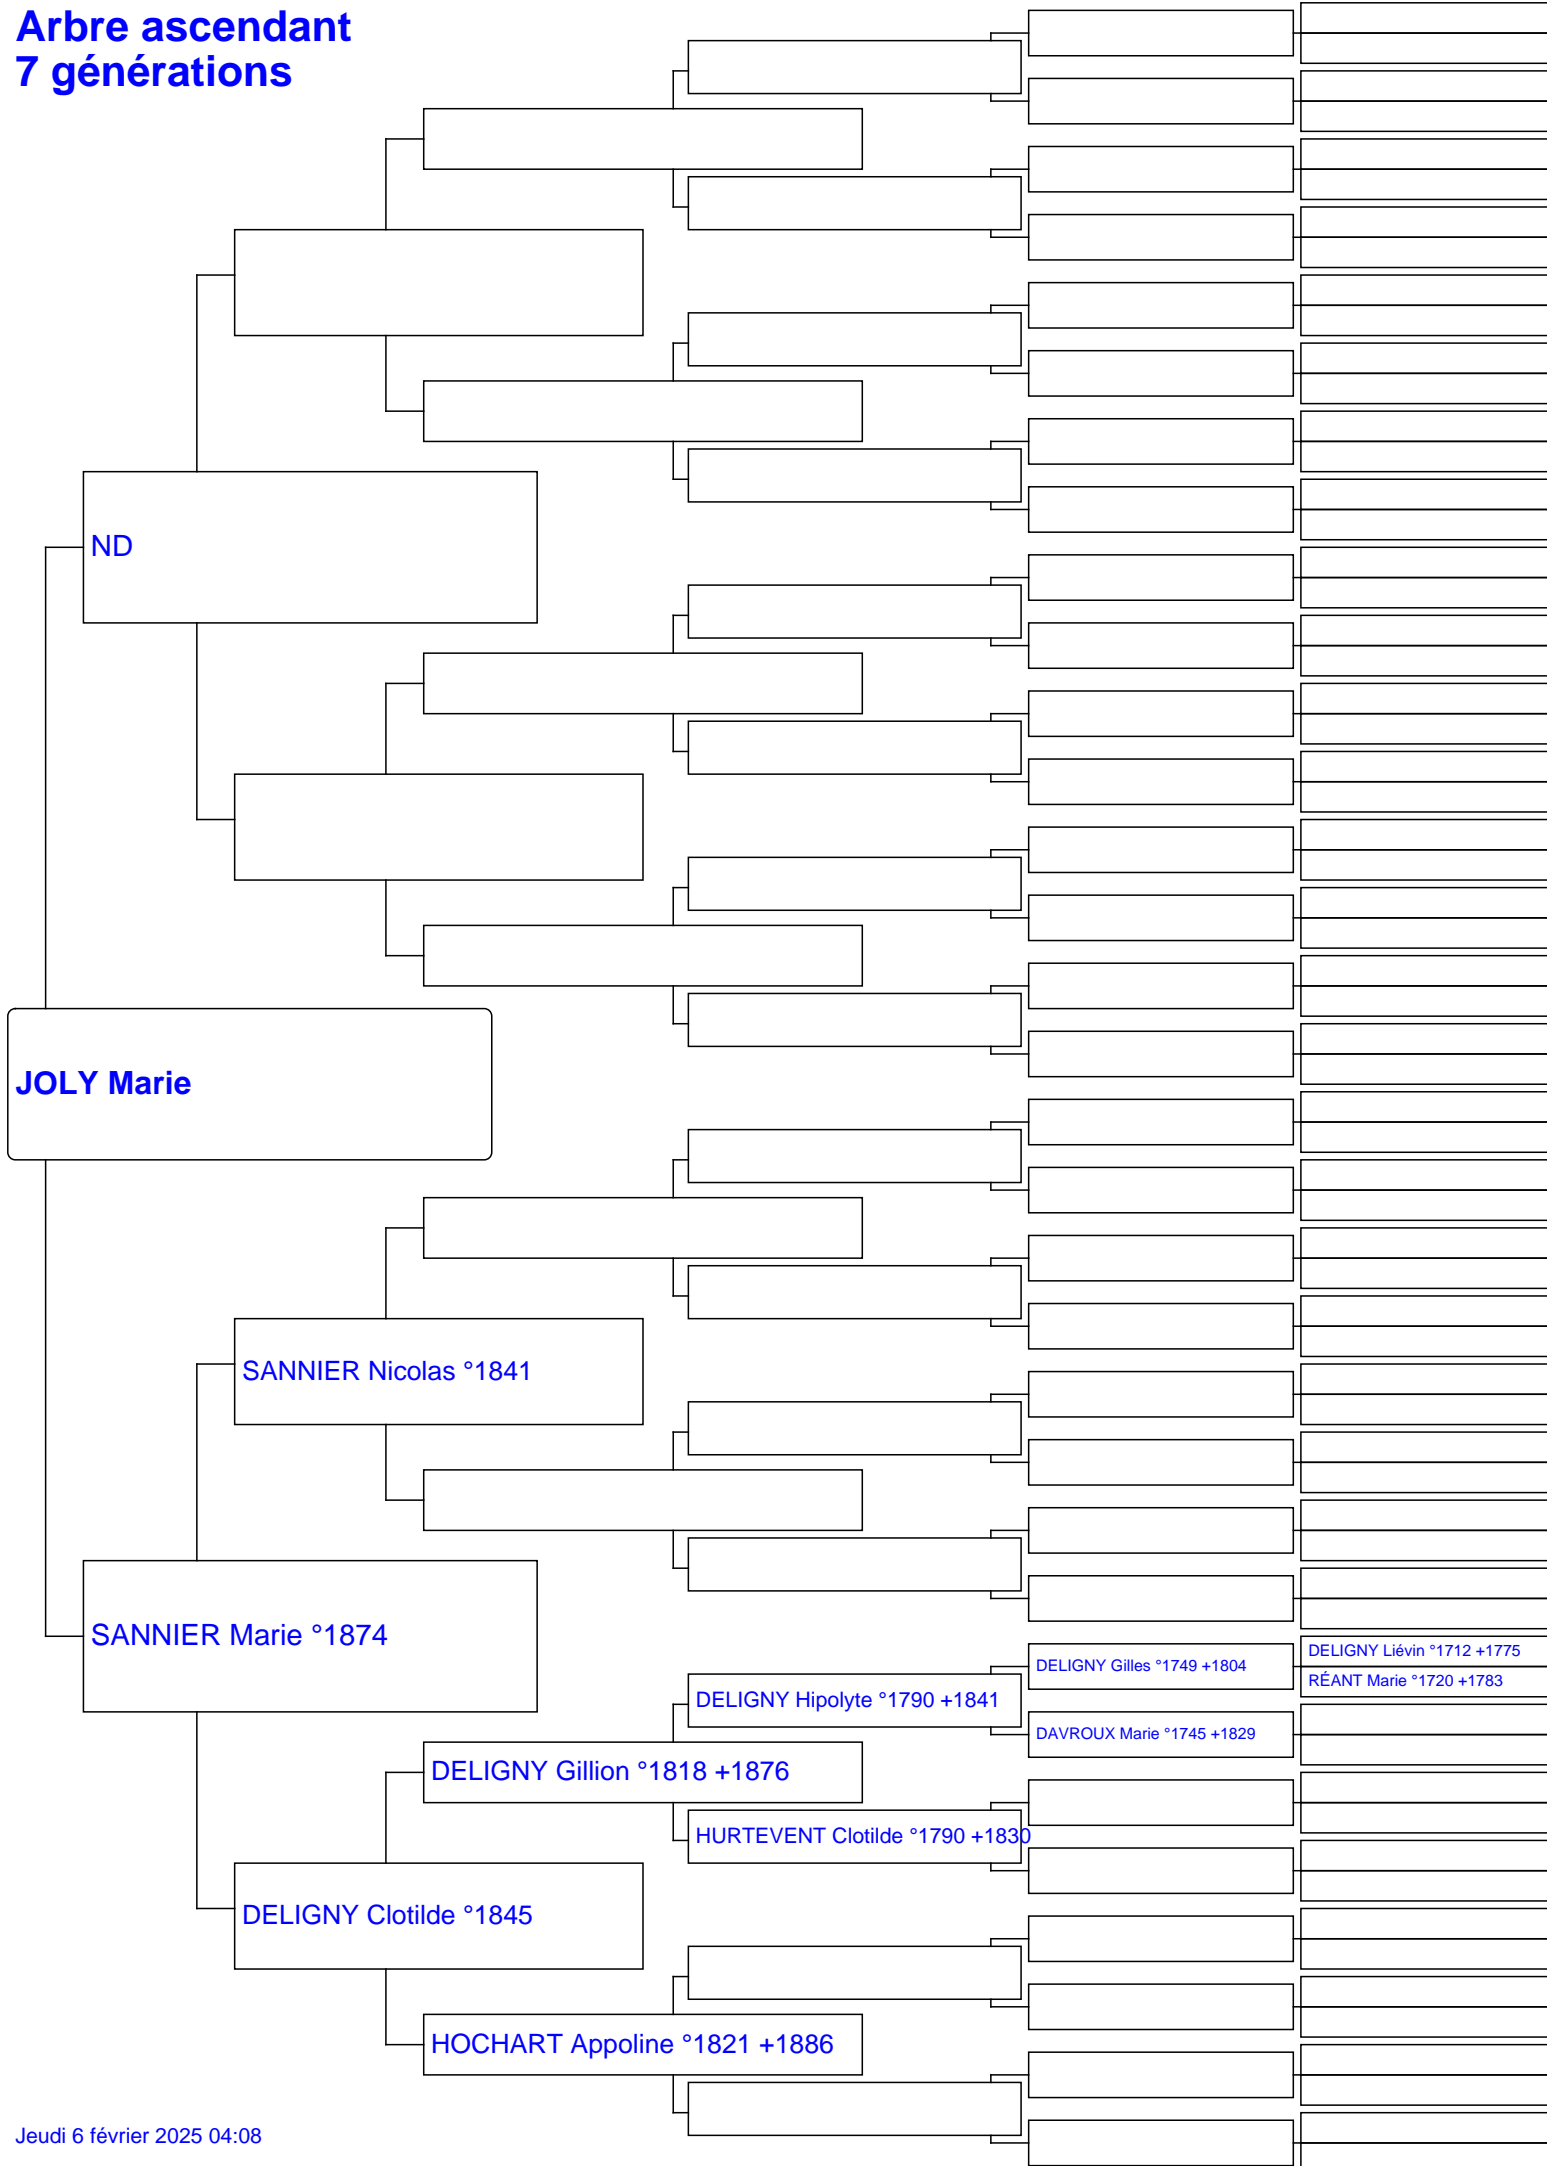 Arbre ascendant
7 générations
ND
JOLY Marie
SANNIER Nicolas °1841
SANNIER Marie °1874
DELIGNY Liévin °1712 +1775
DELIGNY Gilles °1749 +1804
RÉANT Marie °1720 +1783
DELIGNY Hipolyte °1790 +1841
DAVROUX Marie °1745 +1829
DELIGNY Gillion °1818 +1876
HURTEVENT Clotilde °1790 +1830
DELIGNY Clotilde °1845
HOCHART Appoline °1821 +1886
Jeudi 6 février 2025 04:08